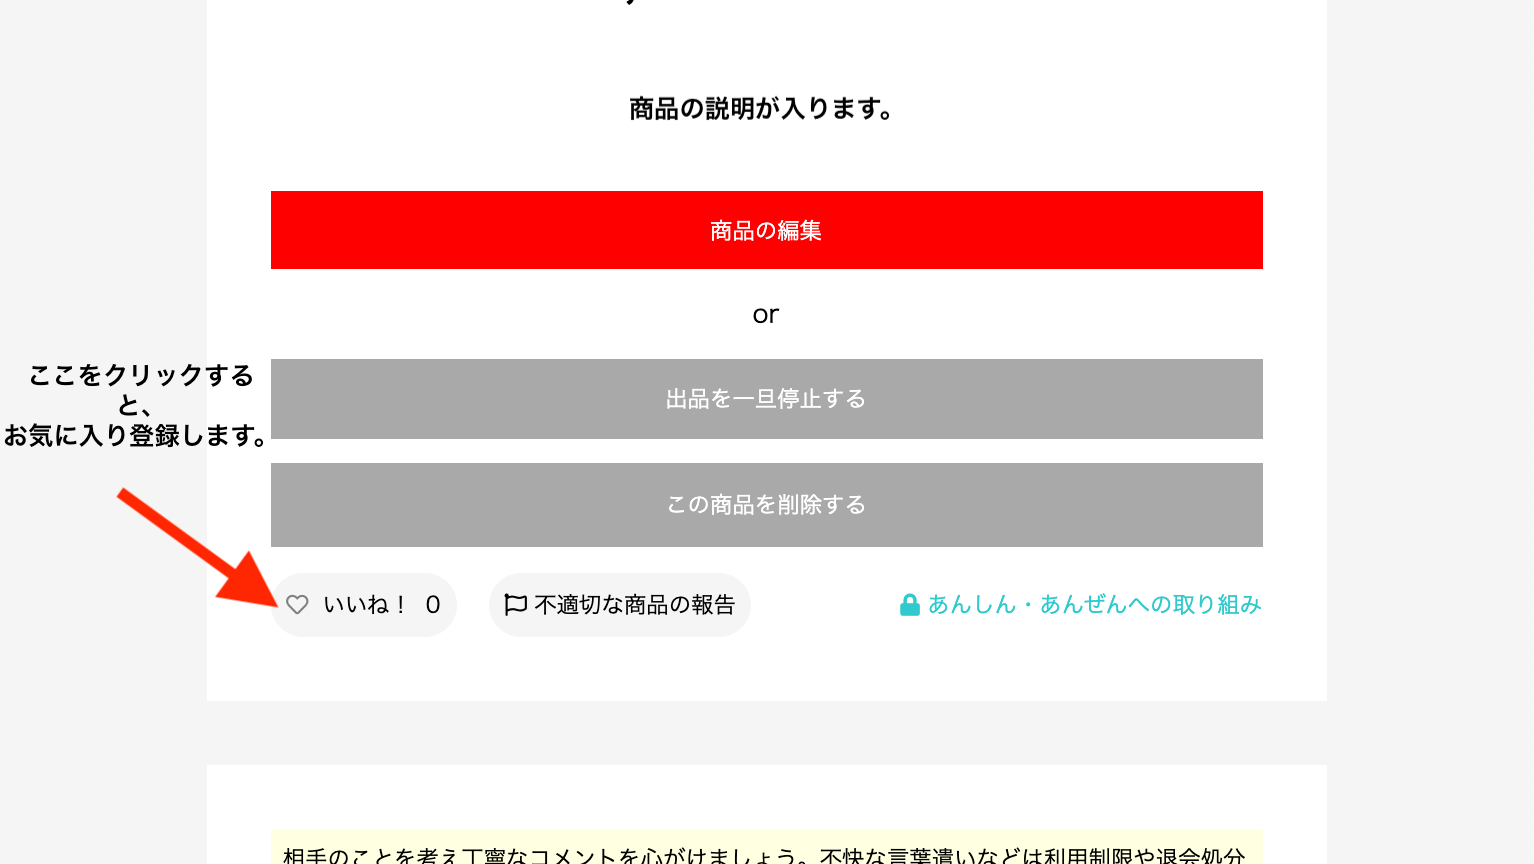 商品の説明が入ります。
商品の編集
or
ここをクリックする
と、
お気に入り登録します。
出品を一旦停止する
この商品を削除する
いいね！ 0
不適切な商品の報告
あんしん・あんぜんへの取り組み
相手のことを考え丁寧なコメントを心がけましょう。不快な言葉遣いなどは利用制限や退会処分